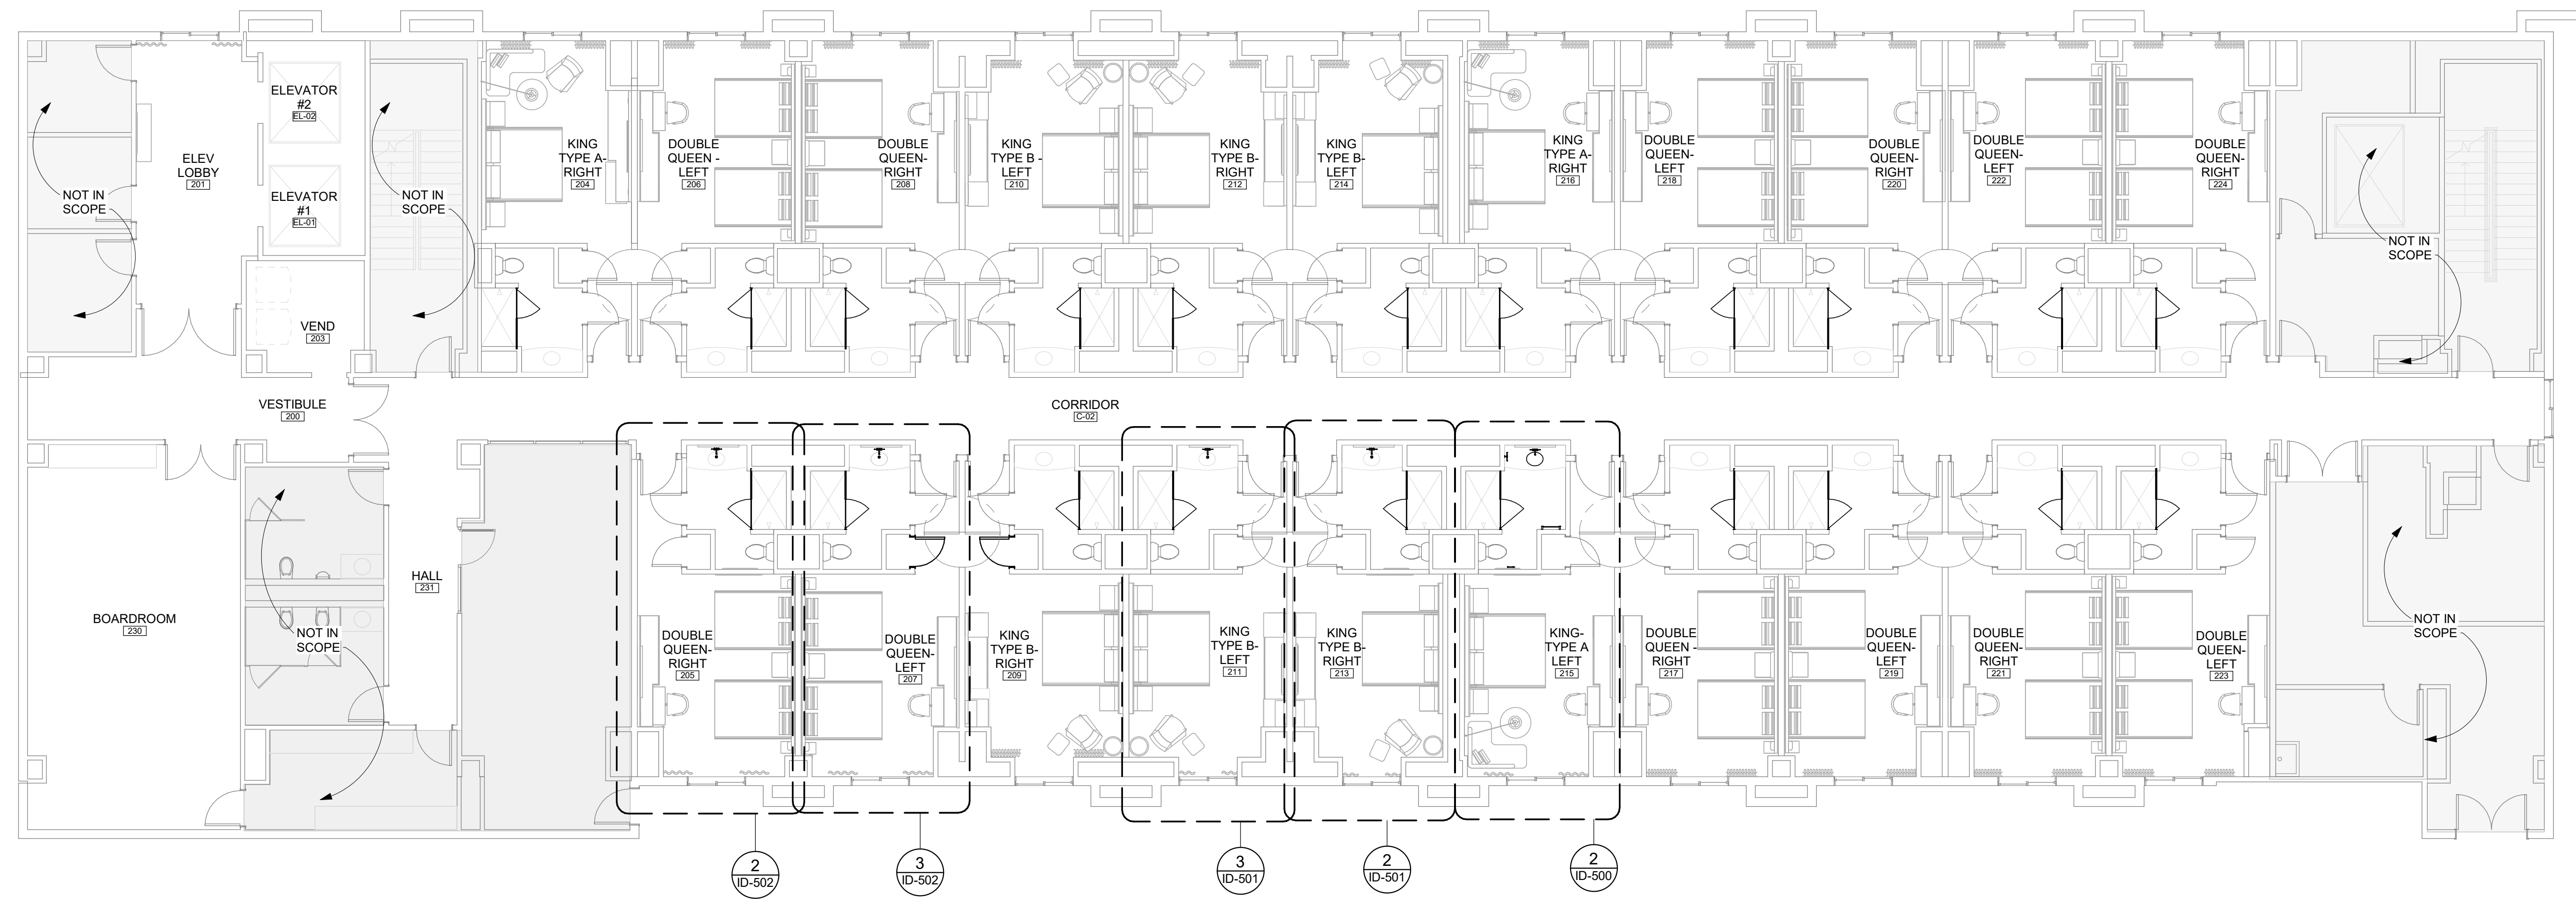 ELEVATOR
#2
EL-02
ELEV
LOBBY
201
ELEVATOR
#1
EL-01
NOT IN
SCOPE
NOT IN
SCOPE
VEND
203
KING
TYPE A-
RIGHT
204
DOUBLE
QUEEN -
LEFT
206
DOUBLE
QUEEN-
RIGHT
208
KING
TYPE B -
LEFT
210
KING
TYPE B-
RIGHT
212
KING
TYPE B-
LEFT
214
KING
TYPE A-
RIGHT
216
DOUBLE
QUEEN-
LEFT
218
DOUBLE
QUEEN-
RIGHT
220
DOUBLE
QUEEN-
LEFT
222
DOUBLE
QUEEN-
RIGHT
224
NOT IN
SCOPE
VESTIBULE
200
CORRIDOR
C-02
BOARDROOM
230
NOT IN
SCOPE
HALL
231
DOUBLE
QUEEN-
RIGHT
205
DOUBLE
QUEEN-
LEFT
207
KING
TYPE B-
RIGHT
209
KING
TYPE B-
LEFT
211
KING
TYPE B-
RIGHT
213
KING-
TYPE A
LEFT
215
DOUBLE
QUEEN -
RIGHT
217
DOUBLE
QUEEN-
LEFT
219
DOUBLE
QUEEN-
RIGHT
221
DOUBLE
QUEEN-
LEFT
223
NOT IN
SCOPE
2
ID-502
3
ID-502
3
ID-501
2
ID-501
2
ID-500